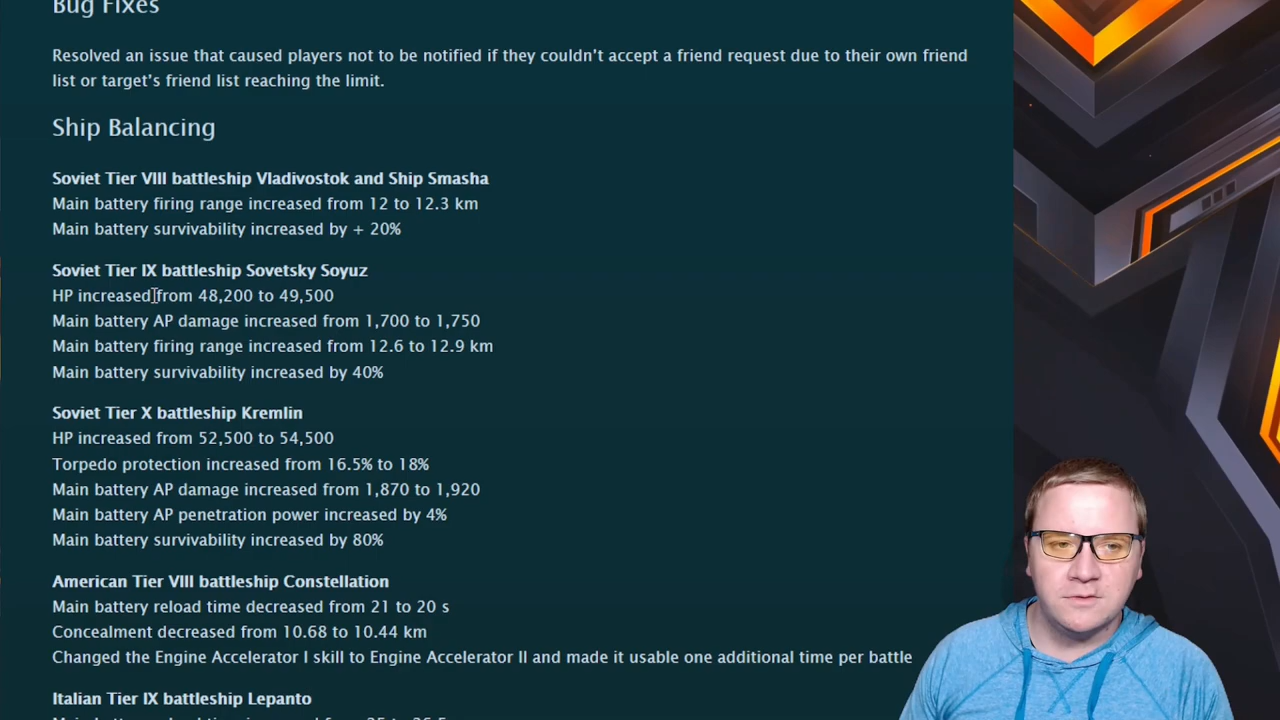 Bug Fixes
Resolved an issue that caused players not to be notified if they couldn't accept a friend request due to their own friend
list or target's friend list reaching the limit.
Ship Balancing
Soviet Tier VIII battleship Vladivostok and Ship Smasha
Main battery firing range increased from 12 to 12.3 km
Main battery survivability increased by + 20%
Soviet Tier IX battleship Sovetsky Soyuz
HP increased from 48,200 to 49,500
Main battery AP damage increased from 1,700 to 1,750
Main battery firing range increased from 12.6 to 12.9 km
Main battery survivability increased by 40%
Soviet Tier X battleship Kremlin
HP increased from 52,500 to 54,500
Torpedo protection increased from 16.5% to 18%
Main battery AP damage increased from 1,870 to 1,920
Main battery AP penetration power increased by 4%
Main battery survivability increased by 80%
American Tier VIII battleship Constellation
Main battery reload time decreased from 21 to 20 s
Concealment decreased from 10.68 to 10.44 km
Changed the Engine Accelerator I skill to Engine Accelerator II and made it usable one additional time per battle
Italian Tier IX battleship Lepanto